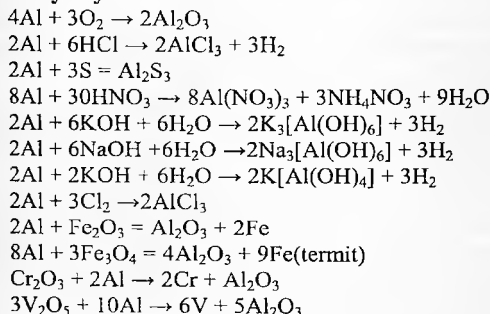 4Al + 3O₂ → 2Al₂O₃
2Al + 6HCl → 2AlCl₃ + 3H₂
2Al + 3S = Al₂S₃
8Al + 30HNO₃ → 8Al(NO₃)₃ + 3NH₄NO₃ + 9H₂O
2Al + 6KOH + 6H₂O → 2K₃[Al(OH)₆] + 3H₂
2Al + 6NaOH +6H₂O →2Na₃[Al(OH)₆] + 3H₂
2Al + 2KOH + 6H₂O → 2K[Al(OH)₄] + 3H₂
2Al + 3Cl₂ →2AlCl₃
2Al + Fe₂O₃ = Al₂O₃ + 2Fe
8Al + 3Fe₃O₄ = 4Al₂O₃ + 9Fe(termit)
Cr₂O₃ + 2Al → 2Cr + Al₂O₃
3V₂O₅ + 10Al → 6V + 5Al₂O₃